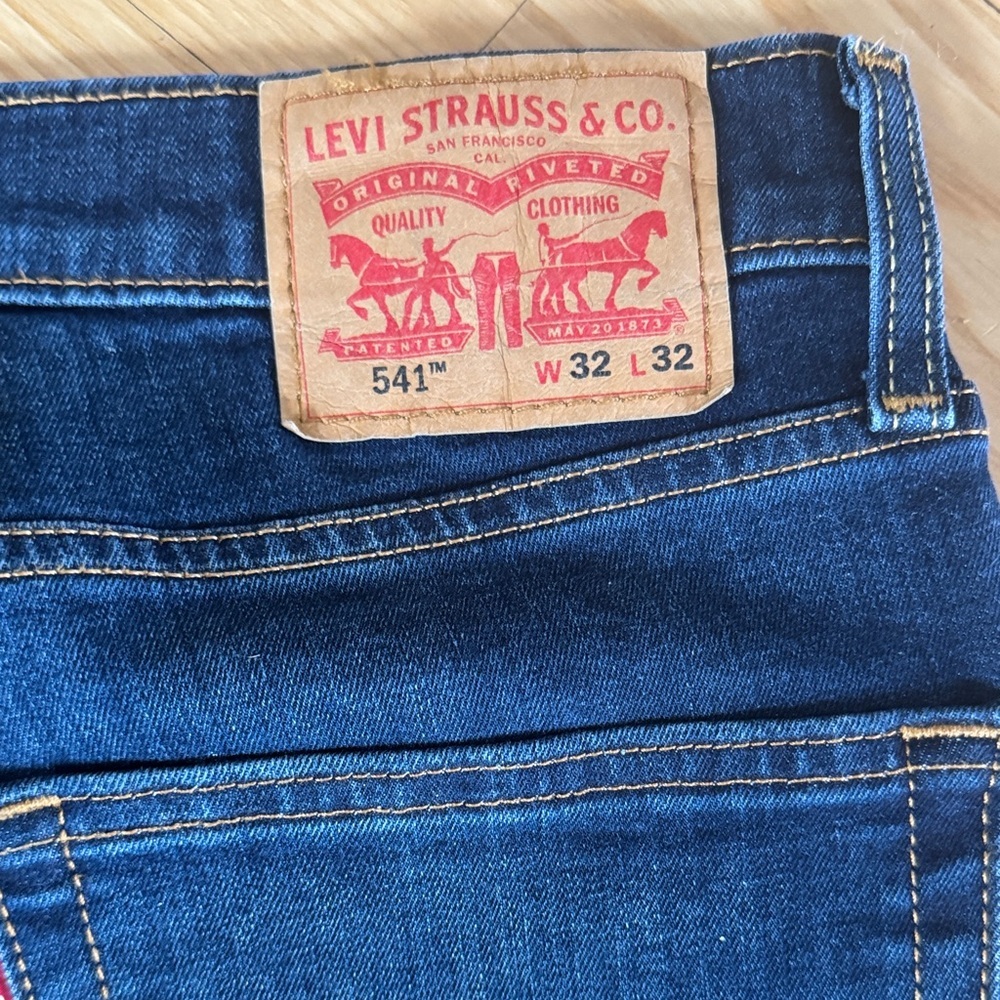 LEVI STRAUSS & CO.
SAN FRANCISCO
CAL.
ORIGINAL RIVETED
QUALITY CLOTHING
PATENTED MAY 20 1873 ®
541™ W 32 L 32